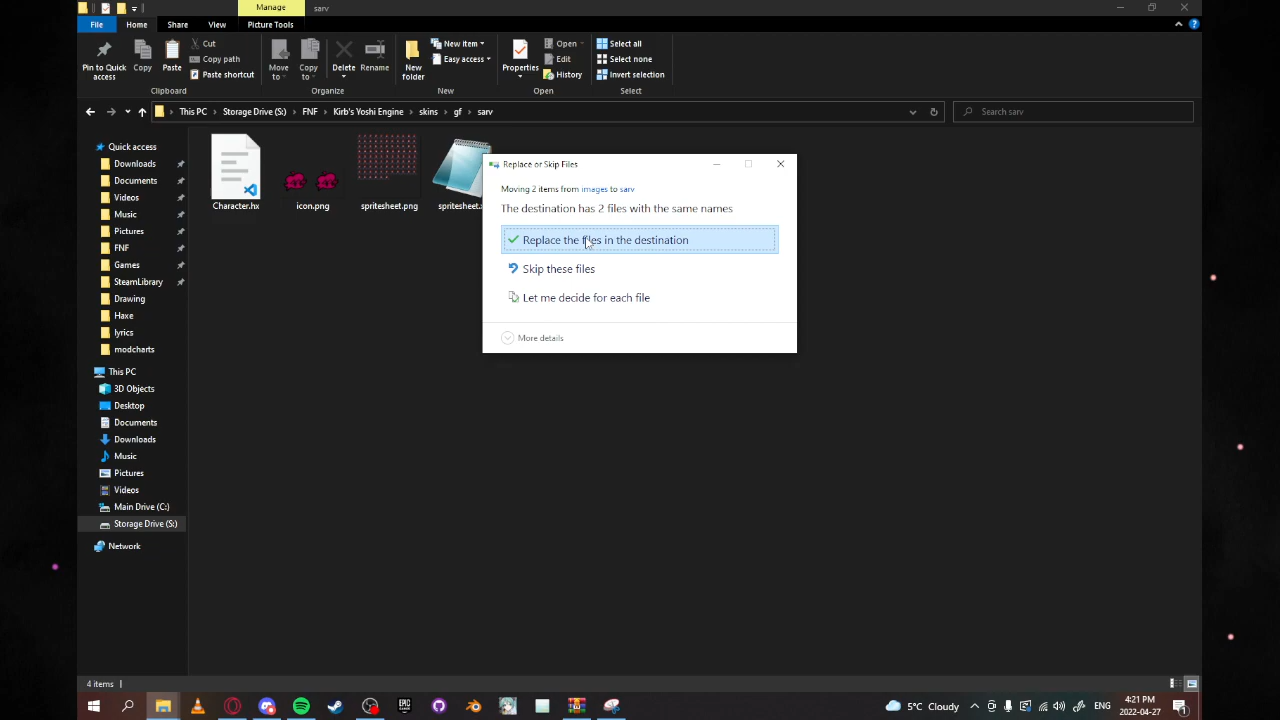 Manage
sarv
File
Home
Share
View
Picture Tools
Pin to Quick
access
Copy
Paste
Cut
Copy path
Paste shortcut
Move
to
Copy
to
Delete
Rename
New
folder
New item
Easy access
Properties
Open
Edit
History
Select all
Select none
Invert selection
Clipboard
Organize
New
Open
Select
This PC
Storage Drive (S:)
FNF
Kirb's Yoshi Engine
skins
gf
sarv
Search sarv
Quick access
Downloads
Documents
Videos
Music
Pictures
FNF
Games
SteamLibrary
Drawing
Haxe
lyrics
modcharts
This PC
3D Objects
Desktop
Documents
Downloads
Music
Pictures
Videos
Main Drive (C:)
Storage Drive (S:)
Network
Character.hx
icon.png
spritesheet.png
spritesheet.
Replace or Skip Files
Moving 2 items from images to sarv
The destination has 2 files with the same names
Replace the files in the destination
Skip these files
Let me decide for each file
More details
4 items
EPIC
GAMES
5°C Cloudy
ENG
4:21 PM
2022-04-27
1